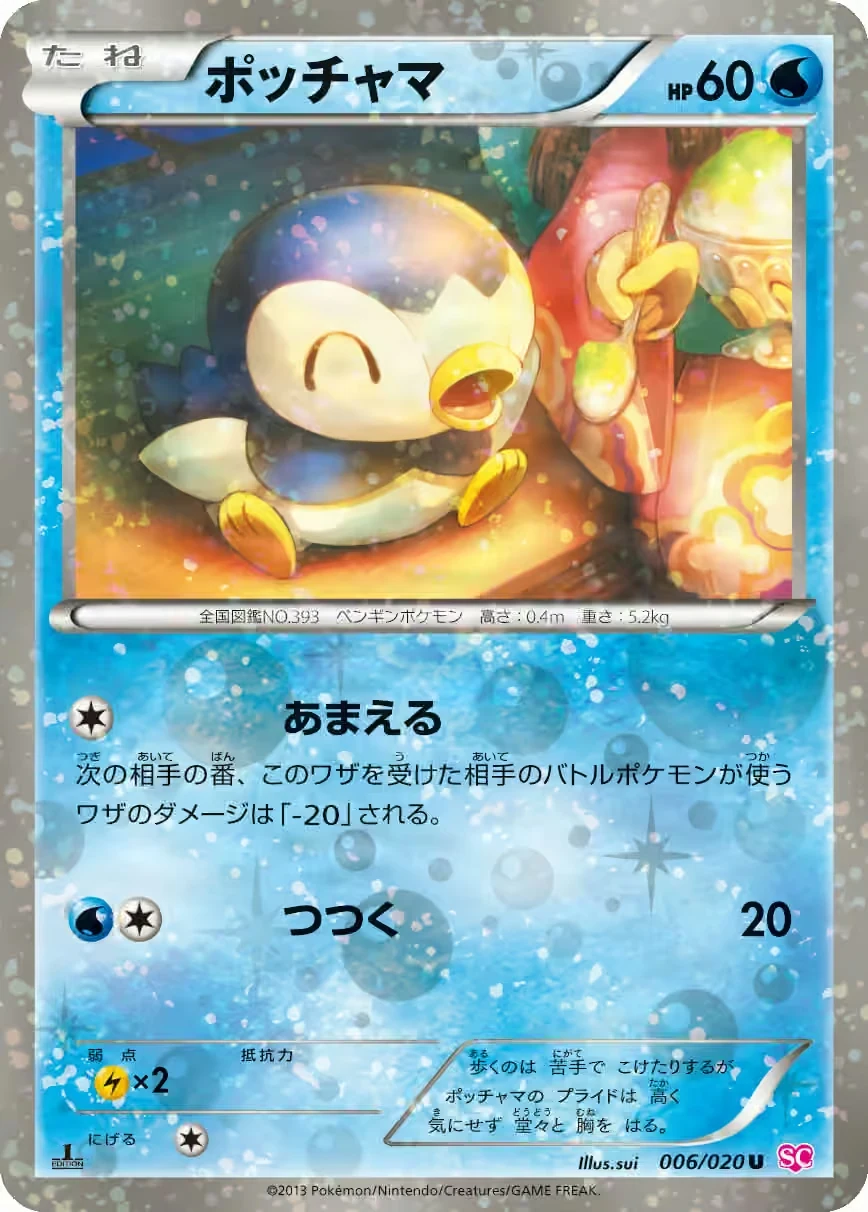 たね
ポッチャマ
HP60
全国図鑑NO.393 ペンギンポケモン 高さ:0.4m 重さ:5.2kg
あまえる
次の相手の番、このワザを受けた相手のバトルポケモンが使う
ワザのダメージは「-20」される。
つつく 20
弱点 抵抗力
×2
歩くのは 苦手で こけたりするが
ポッチャマの プライドは 高く
気にせず 堂々と 胸を はる。
にげる
1 EDITION
Illus.sui 006/020 U SC
©2013 Pokémon/Nintendo/Creatures/GAME FREAK.